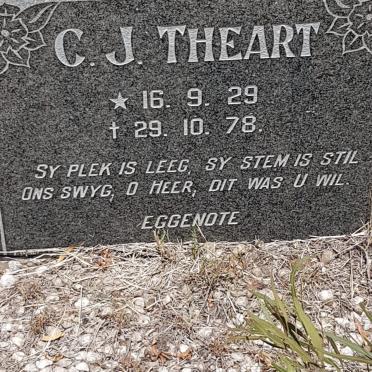 C. J. THEART
★ 16. 9. 29
✝ 29. 10. 78.
SY PLEK IS LEEG, SY STEM IS STIL
ONS SWYG, O HEER, DIT WAS U WIL.
EGGENOTE